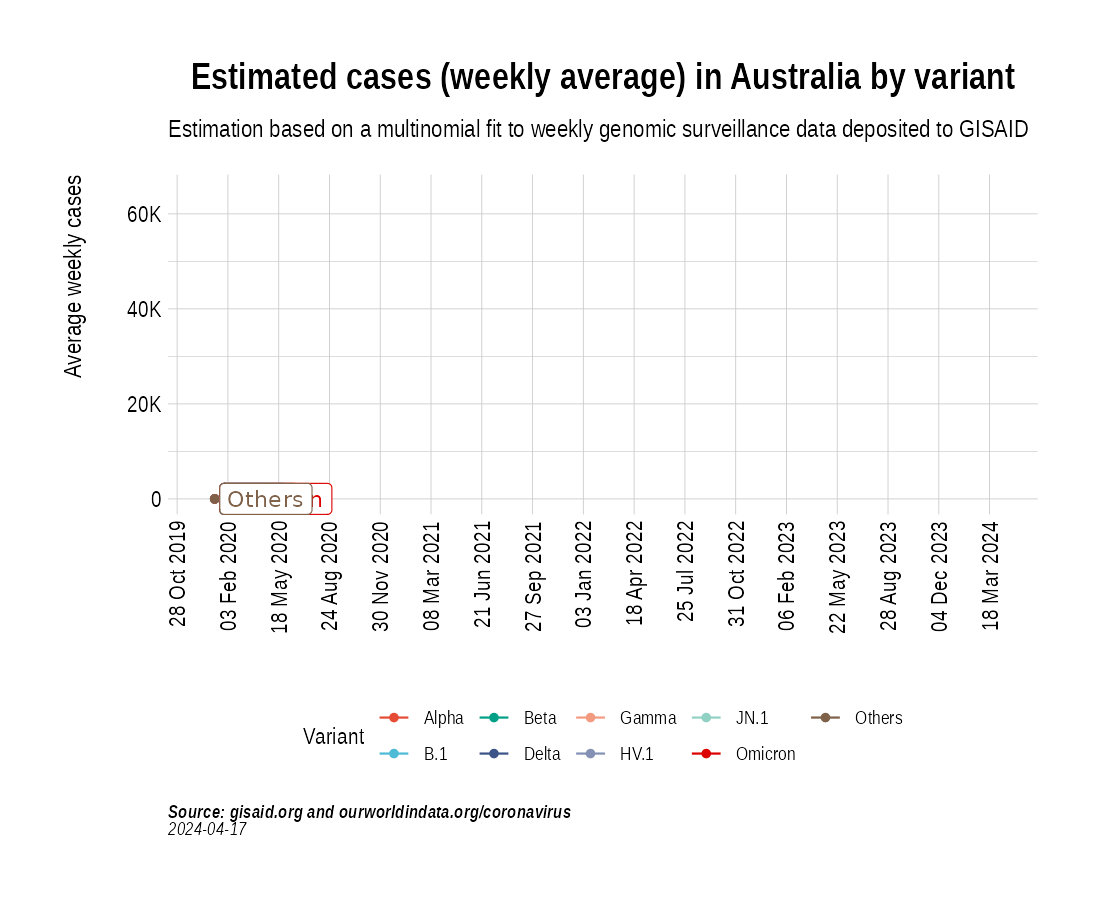 Estimated cases (weekly average) in Australia by variant
Estimation based on a multinomial fit to weekly genomic surveillance data deposited to GISAID
Average weekly cases
60K
40K
20K
0
Others
n
28 Oct 2019
03 Feb 2020
18 May 2020
24 Aug 2020
30 Nov 2020
08 Mar 2021
21 Jun 2021
27 Sep 2021
03 Jan 2022
18 Apr 2022
25 Jul 2022
31 Oct 2022
06 Feb 2023
22 May 2023
28 Aug 2023
04 Dec 2023
18 Mar 2024
Variant
Alpha
Beta
Gamma
JN.1
Others
B.1
Delta
HV.1
Omicron
Source: gisaid.org and ourworldindata.org/coronavirus
2024-04-17